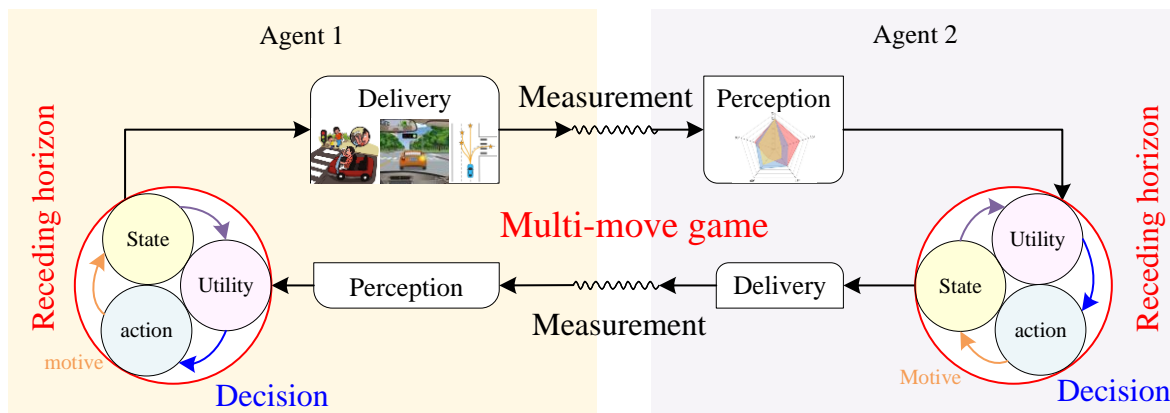 Agent 1
Agent 2
Delivery
Measurement
Perception
Receding horizon
Receding horizon
Multi-move game
State
Utility
action
motive
Decision
Perception
Measurement
Delivery
Utility
State
action
Motive
Decision